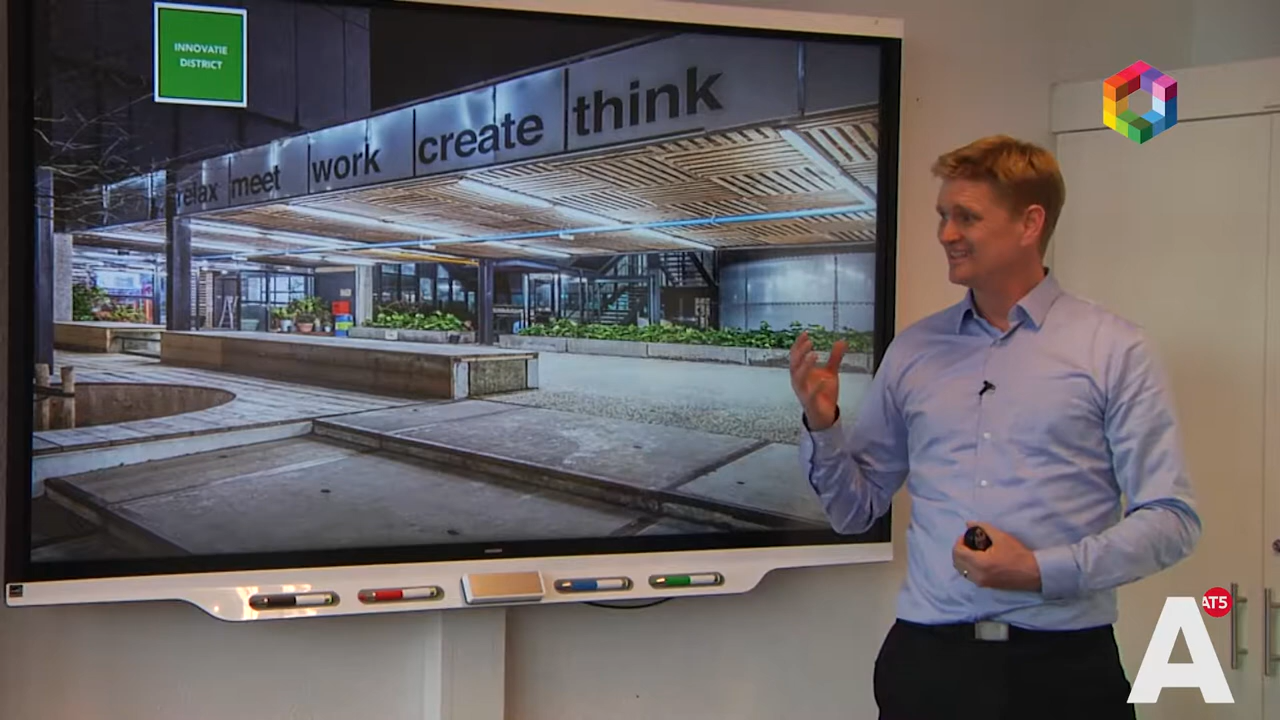 INNOVATIE
DISTRICT
relax meet work create think
AT5
A